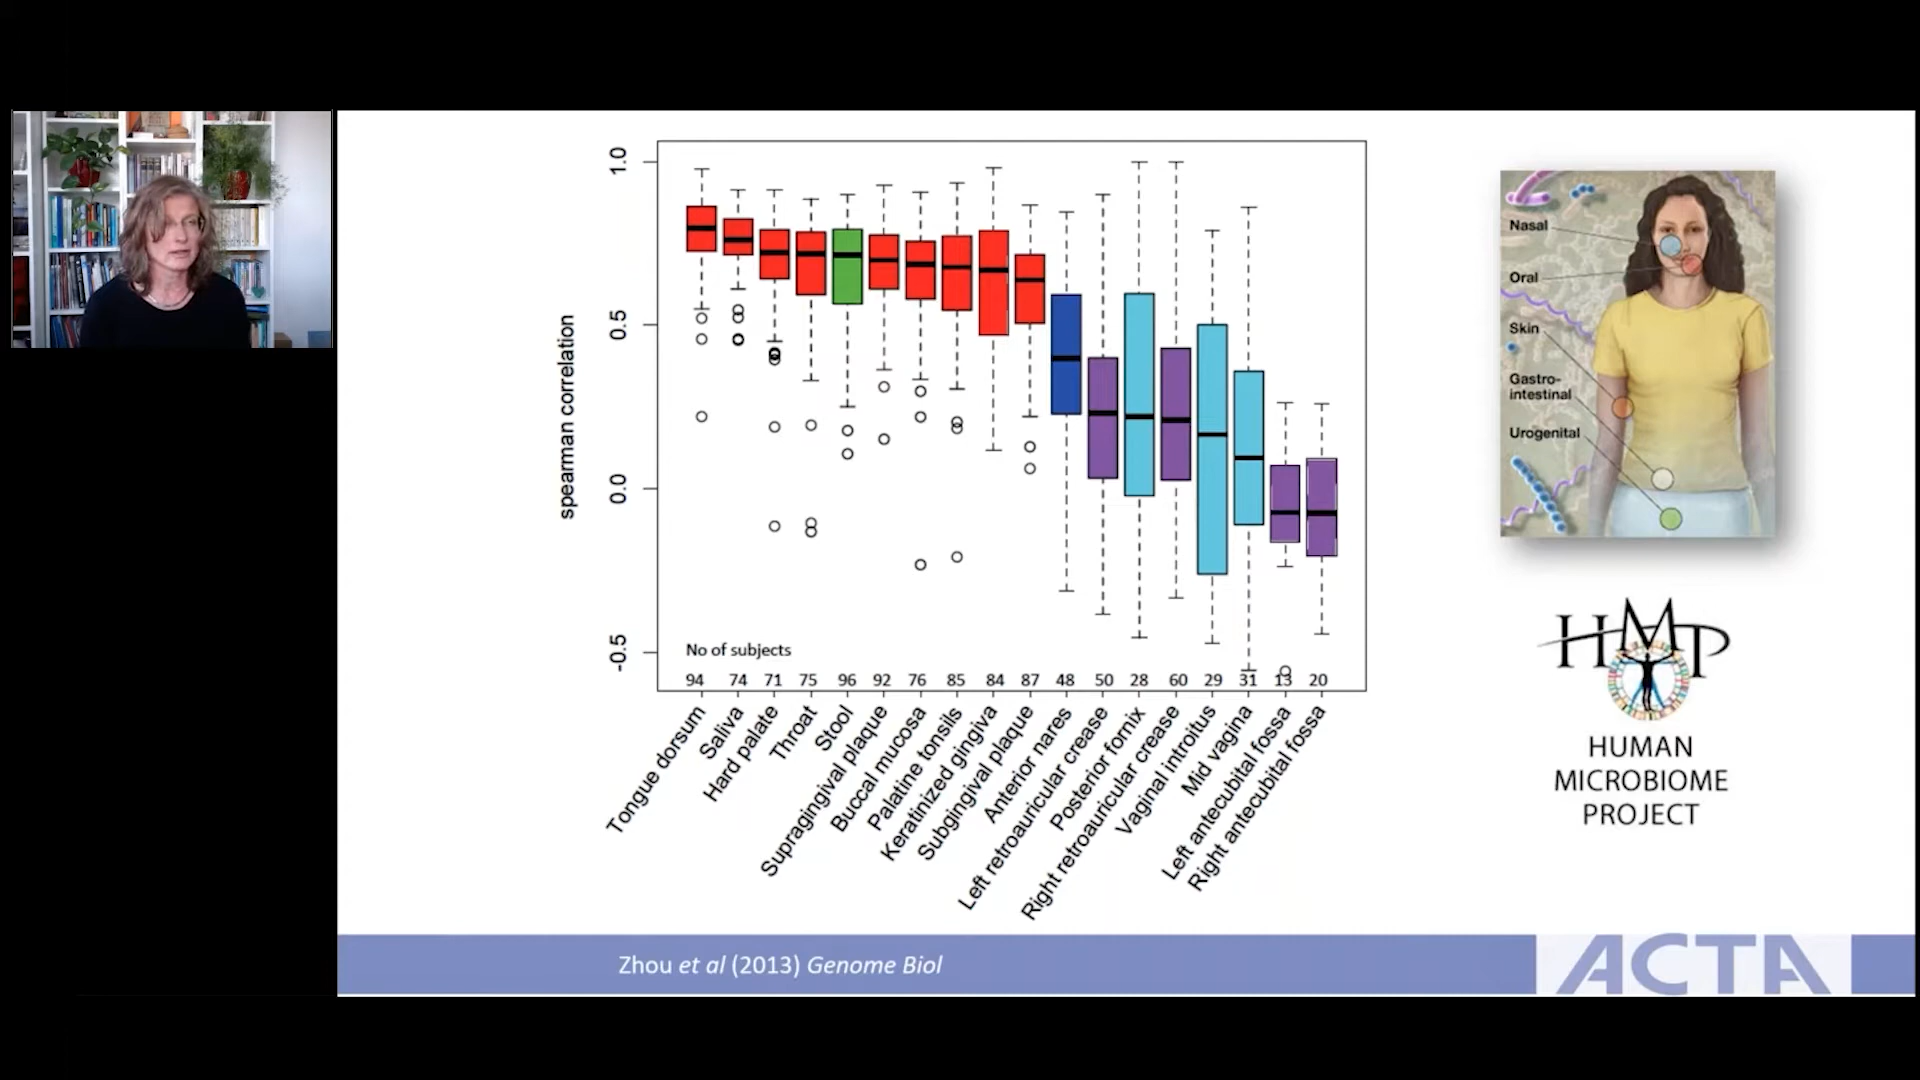 1.0
0.5
0.0
-0.5
spearman correlation
No of subjects
94 74 71 75 96 92 76 85 84 87 48 50 28 60 29 31 13 20
Tongue dorsum
Saliva
Hard palate
Throat
Stool
Supragingival plaque
Buccal mucosa
Palatine tonsils
Keratinized gingiva
Subgingival plaque
Anterior nares
Left retroauricular crease
Posterior fornix
Right retroauricular crease
Vaginal introitus
Mid vagina
Left antecubital fossa
Right antecubital fossa
Nasal
Oral
Skin
Gastro-
intestinal
Urogenital
HMP
HUMAN
MICROBIOME
PROJECT
Zhou et al (2013) Genome Biol
ACTA